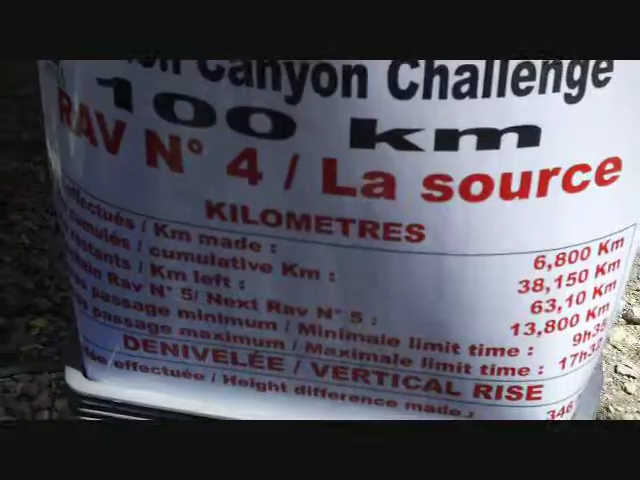 Canyon Challenge
100 km
RAV N° 4 / La source
KILOMETRES
effectués / Km made : 6,800 Km
cumulés / cumulative Km : 38,150 Km
restants / Km left : 63,10 Km
Rav N° 5/ Next Rav N° 5 : 13,800 Km
passage minimum / Minimale limit time : 9h35
passage maximum / Maximale limit time : 17h
DENIVELÉE / VERTICAL RISE
effectuée / Height difference made : 346